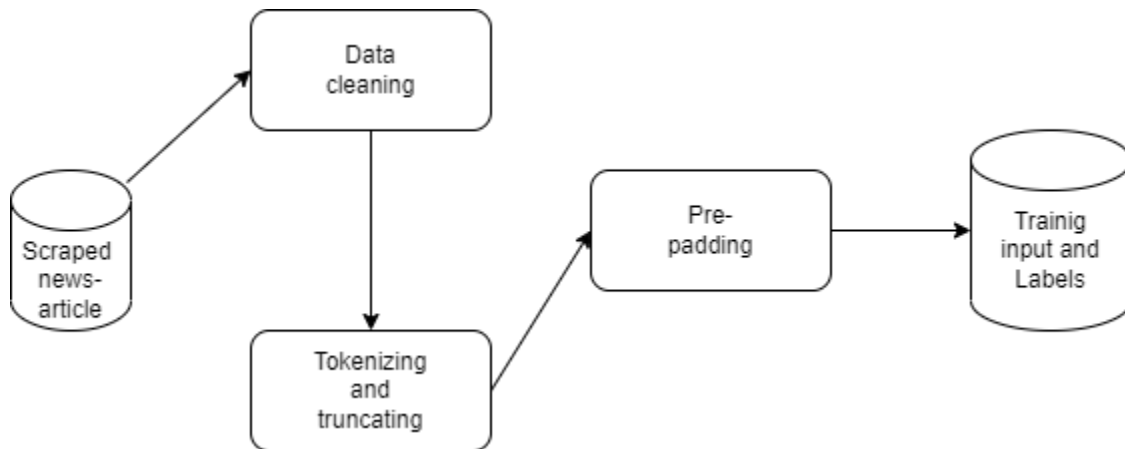 Data
cleaning
Scraped
news-
article
Tokenizing
and
truncating
Pre-
padding
Trainig
input and
Labels